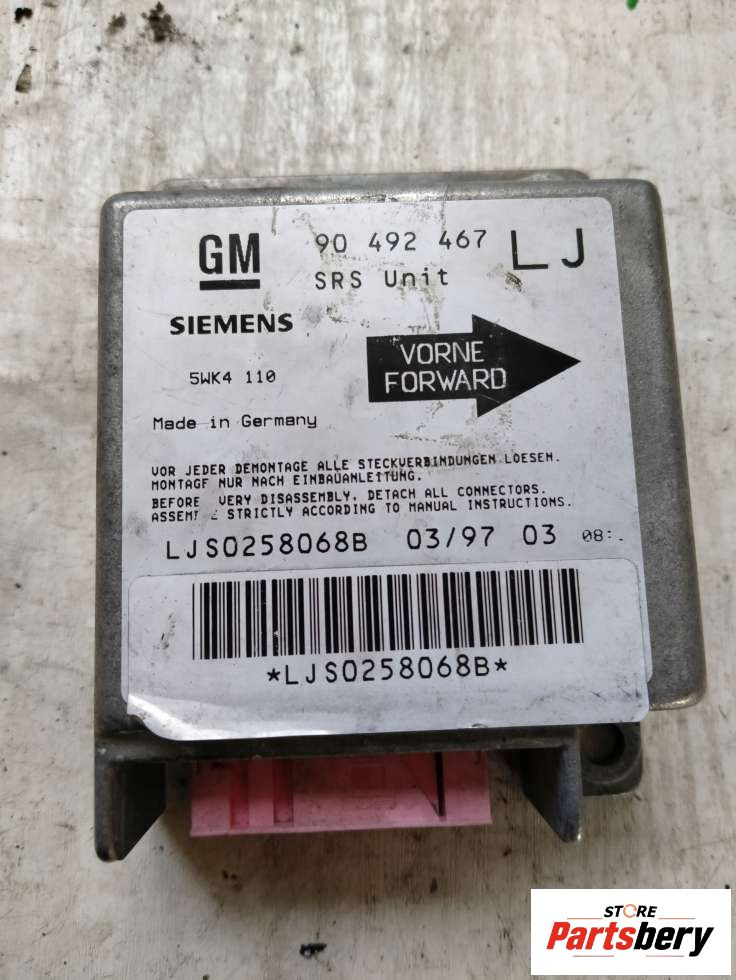 GM
90 492 467 LJ
SRS Unit
SIEMENS
5WK4 110
VORNE
FORWARD
Made in Germany
VOR JEDER DEMONTAGE ALLE STECKVERBINDUNGEN LOESEN.
MONTAGE NUR NACH EINBAUANLEITUNG.
BEFORE VERY DISASSEMBLY, DETACH ALL CONNECTORS.
STRICTLY ACCORDING TO MANUAL INSTRUCTIONS.
LJS0258068B 03/97 03 08:
*LJS0258068B*
STORE
Partsbery